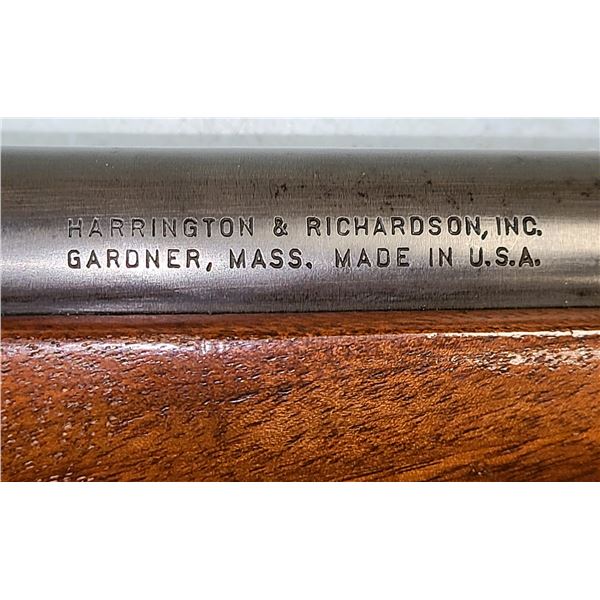 HARRINGTON & RICHARDSON, INC.
GARDNER, MASS. MADE IN U.S.A.